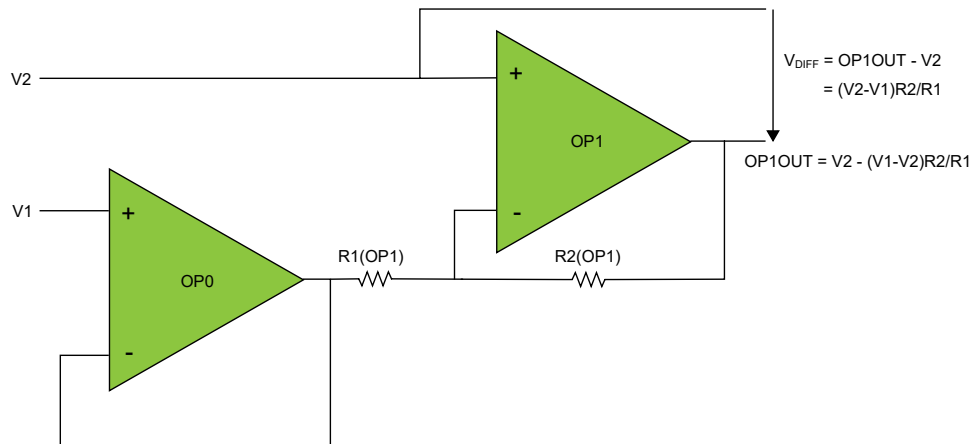 V2
+
OP1
-
V_DIFF = OP1OUT - V2
= (V2-V1)R2/R1
OP1OUT = V2 - (V1-V2)R2/R1
V1
+
OP0
-
R1(OP1)
R2(OP1)